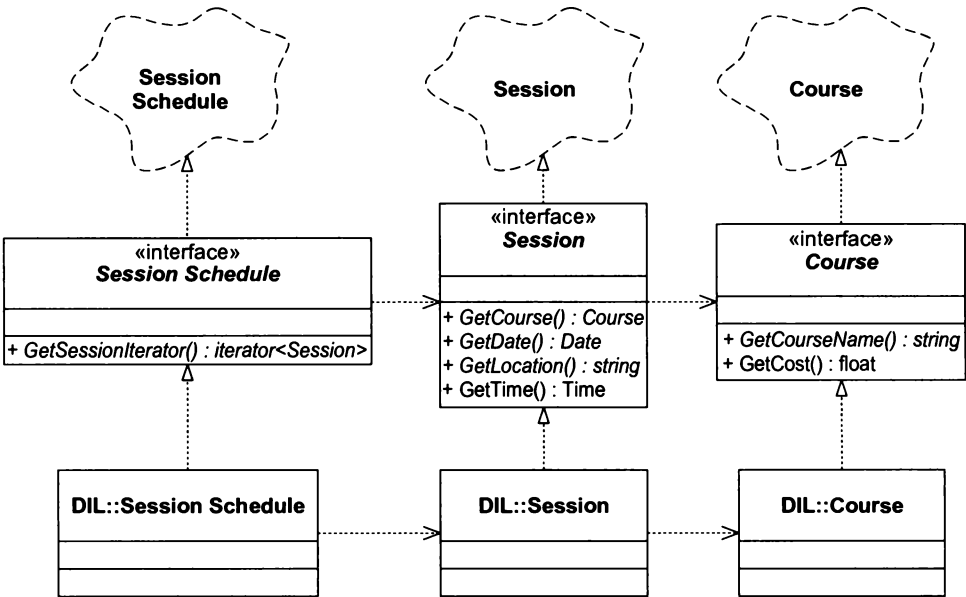 Session
Schedule
Session
Course
«interface»
Session Schedule
+ GetSessionIterator() : iterator<Session>
«interface»
Session
+ GetCourse() : Course
+ GetDate() : Date
+ GetLocation() : string
+ GetTime() : Time
«interface»
Course
+ GetCourseName() : string
+ GetCost() : float
DIL::Session Schedule
DIL::Session
DIL::Course